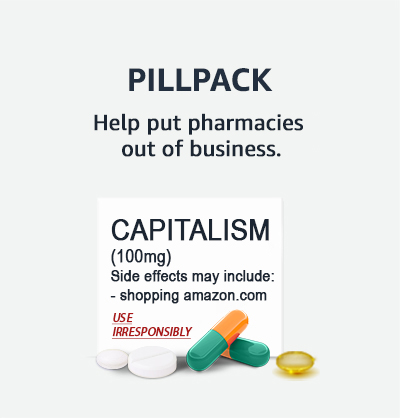 PILLPACK
Help put pharmacies
out of business.
CAPITALISM
(100mg)
Side effects may include:
- shopping amazon.com
USE
IRRESPONSIBLY